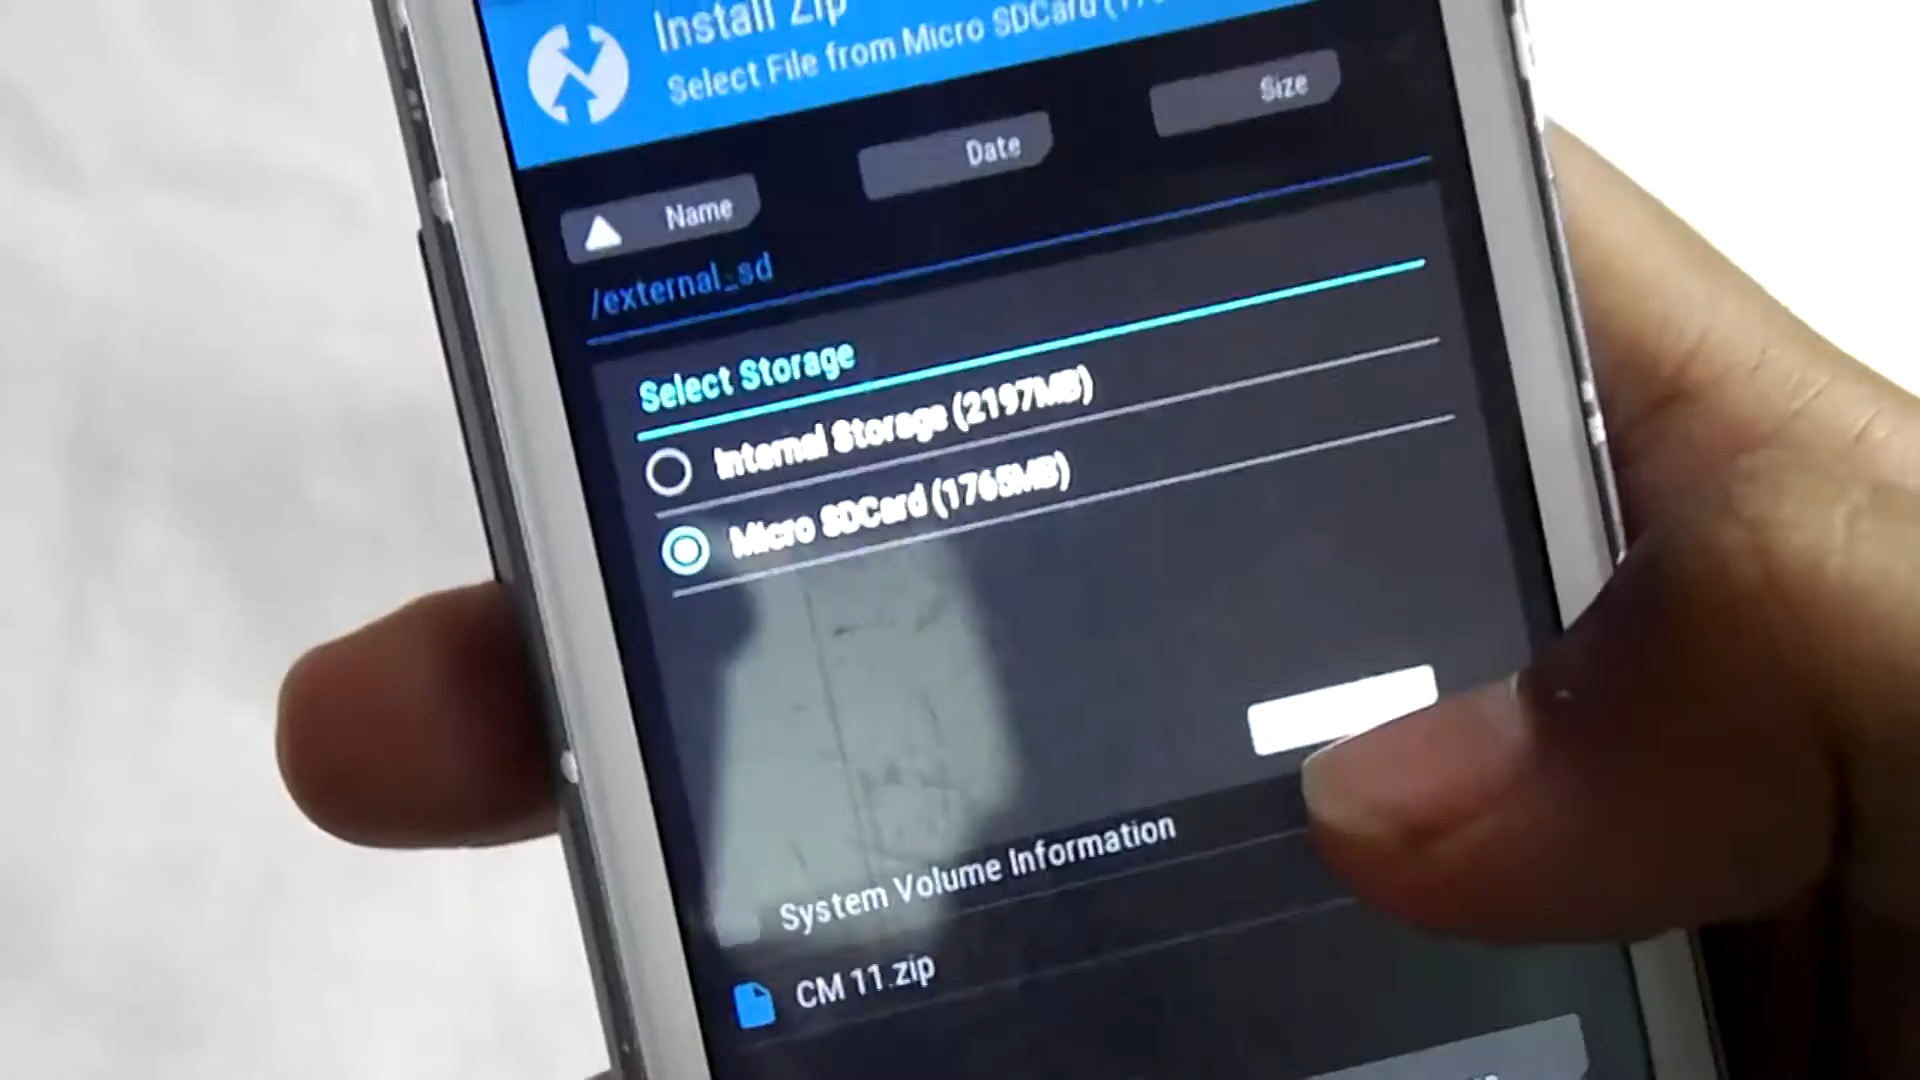 Install Zip
Select File from Micro SDCard
Name
Date
Size
/external_sd
Select Storage
Internal Storage (2197MB)
Micro SDCard (1765MB)
System Volume Information
CM 11.zip